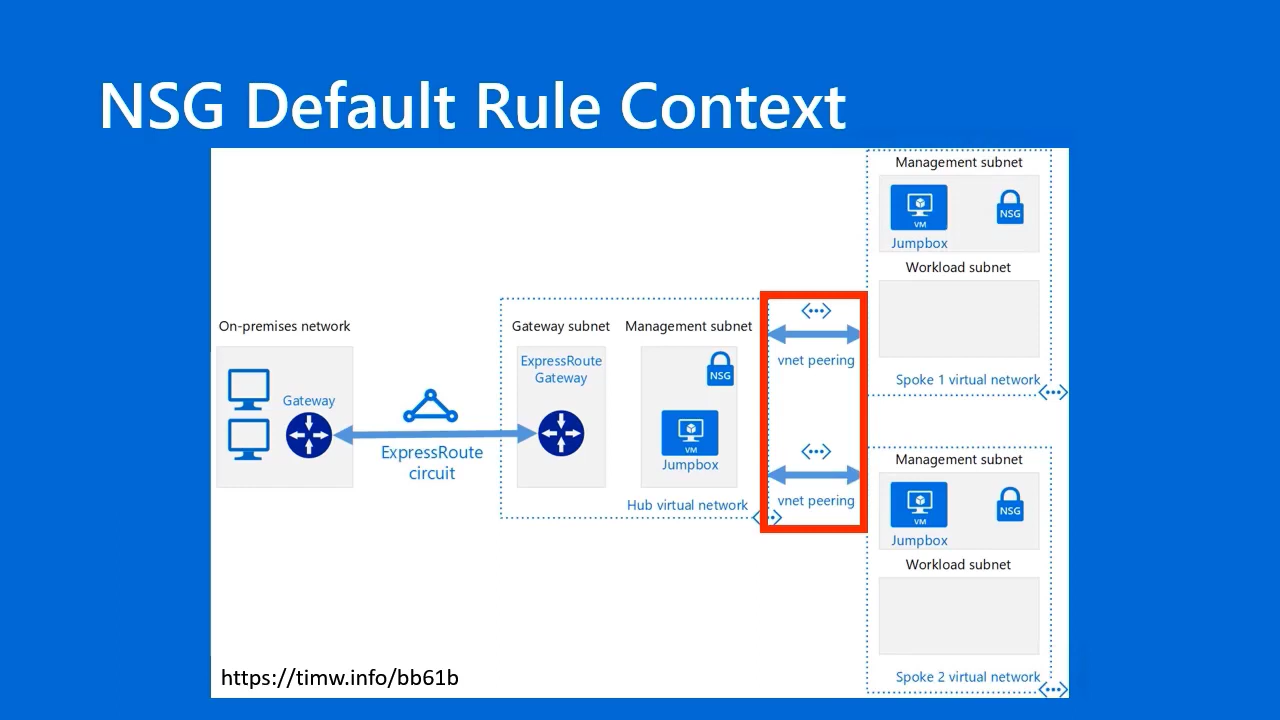 NSG Default Rule Context
On-premises network
Gateway
ExpressRoute
circuit
Gateway subnet
ExpressRoute
Gateway
Management subnet
NSG
VM
Jumpbox
Hub virtual network
vnet peering
vnet peering
Management subnet
VM
NSG
Jumpbox
Workload subnet
Spoke 1 virtual network
Management subnet
VM
NSG
Jumpbox
Workload subnet
Spoke 2 virtual network
https://timw.info/bb61b